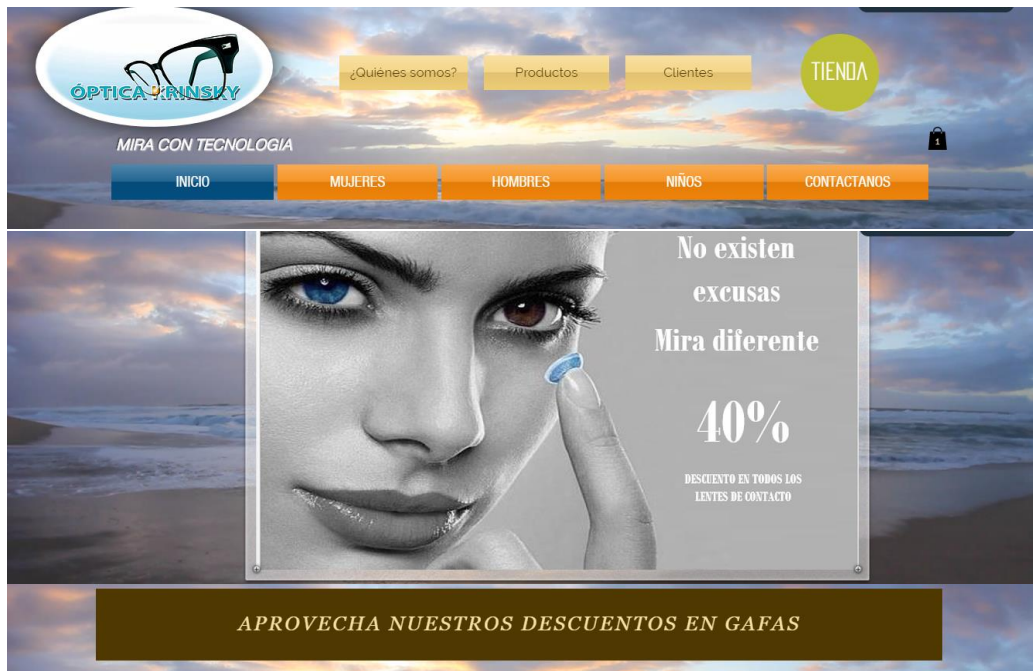 ÓPTICA KRINSKY
¿Quiénes somos?
Productos
Clientes
TIENDA
MIRA CON TECNOLOGIA
1
INICIO
MUJERES
HOMBRES
NIÑOS
CONTACTANOS
No existen
excusas
Mira diferente
40%
DESCUENTO EN TODOS LOS
LENTES DE CONTACTO
APROVECHA NUESTROS DESCUENTOS EN GAFAS